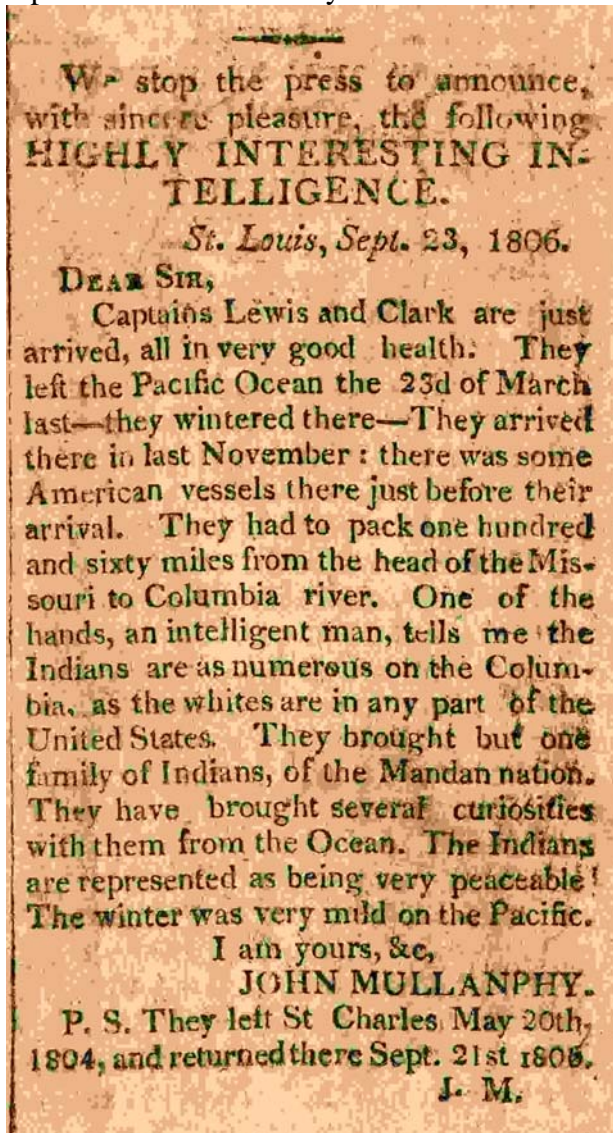 We stop the press to announce,
with sincere pleasure, the following
HIGHLY INTERESTING IN-
TELLIGENCE.
St. Louis, Sept. 23, 1806.
DEAR SIR,
Captains Lewis and Clark are just
arrived, all in very good health. They
left the Pacific Ocean the 23d of March
last—they wintered there—They arrived
there in last November : there was some
American vessels there just before their
arrival. They had to pack one hundred
and sixty miles from the head of the Mis-
souri to Columbia river. One of the
hands, an intelligent man, tells me the
Indians are as numerous on the Colum-
bia, as the whites are in any part of the
United States. They brought but one
family of Indians, of the Mandan nation.
They have brought several curiosities
with them from the Ocean. The Indians
are represented as being very peaceable!
The winter was very mild on the Pacific.
I am yours, &c,
JOHN MULLANPHY.
P. S. They left St Charles May 20th,
1804, and returned there Sept. 21st 1806.
J. M.